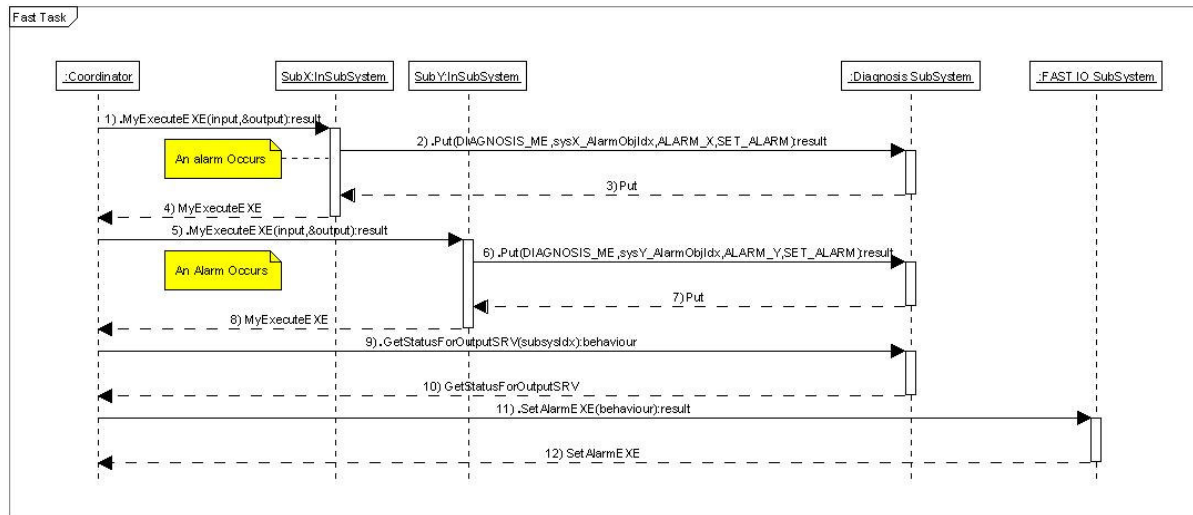 Fast Task
:Coordinator
SubX:InSubSystem
SubY:InSubSystem
:Diagnosis SubSystem
:FAST IO SubSystem
1) .MyExecuteEXE(input,&output):result
An alarm Occurs
2) .Put(DIAGNOSIS_ME ,sysX_AlarmObjIdx,ALARM_X,SET_ALARM):result
3) Put
4) MyExecuteEXE
5) .MyExecuteEXE(input,&output):result
An Alarm Occurs
6) .Put(DIAGNOSIS_ME ,sysY_AlarmObjIdx,ALARM_Y,SET_ALARM):result
7) Put
8) MyExecuteEXE
9) .GetStatusForOutputSRV(subsysIdx):behaviour
10) GetStatusForOutputSRV
11) .SetAlarmEXE(behaviour):result
12) SetAlarmEXE